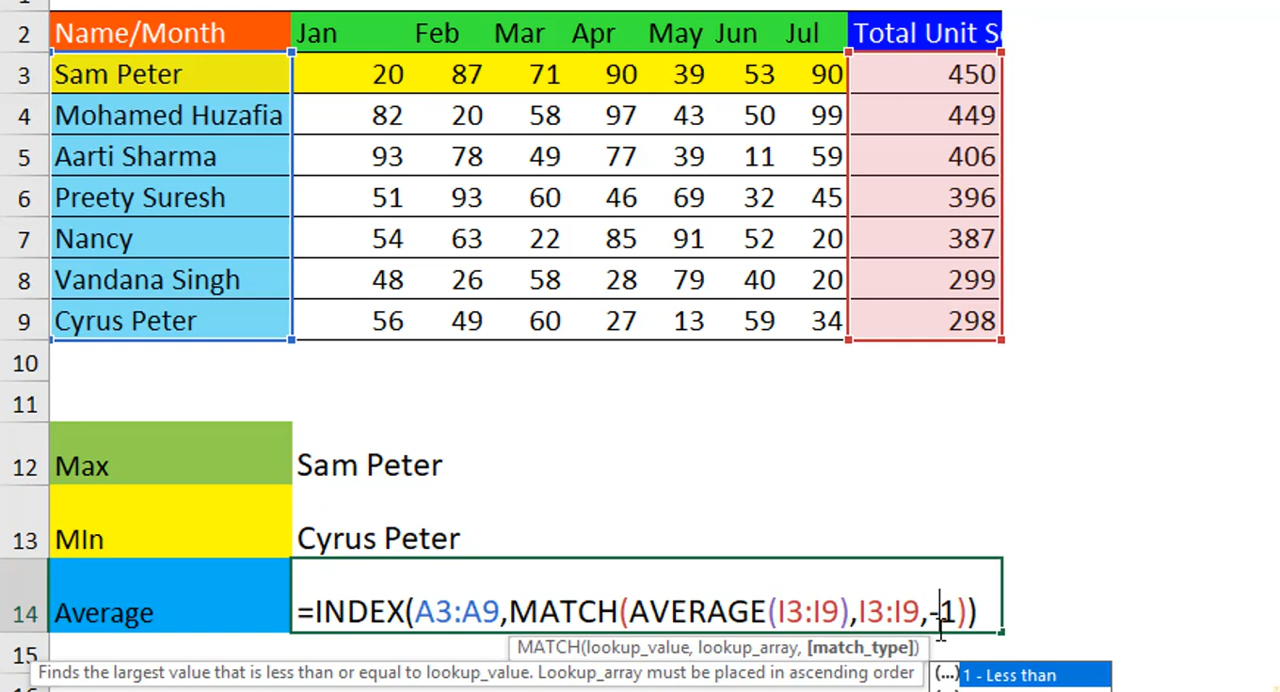 2 Name/Month Jan Feb Mar Apr May Jun Jul Total Unit S
3 Sam Peter 20 87 71 90 39 53 90 450
4 Mohamed Huzafia 82 20 58 97 43 50 99 449
5 Aarti Sharma 93 78 49 77 39 11 59 406
6 Preety Suresh 51 93 60 46 69 32 45 396
7 Nancy 54 63 22 85 91 52 20 387
8 Vandana Singh 48 26 58 28 79 40 20 299
9 Cyrus Peter 56 49 60 27 13 59 34 298
10
11
12 Max Sam Peter
13 MIn Cyrus Peter
14 Average =INDEX(A3:A9,MATCH(AVERAGE(I3:I9),I3:I9,-1))
15 MATCH(lookup_value, lookup_array, [match_type])
Finds the largest value that is less than or equal to lookup_value. Lookup_array must be placed in ascending order (...) 1 - Less than